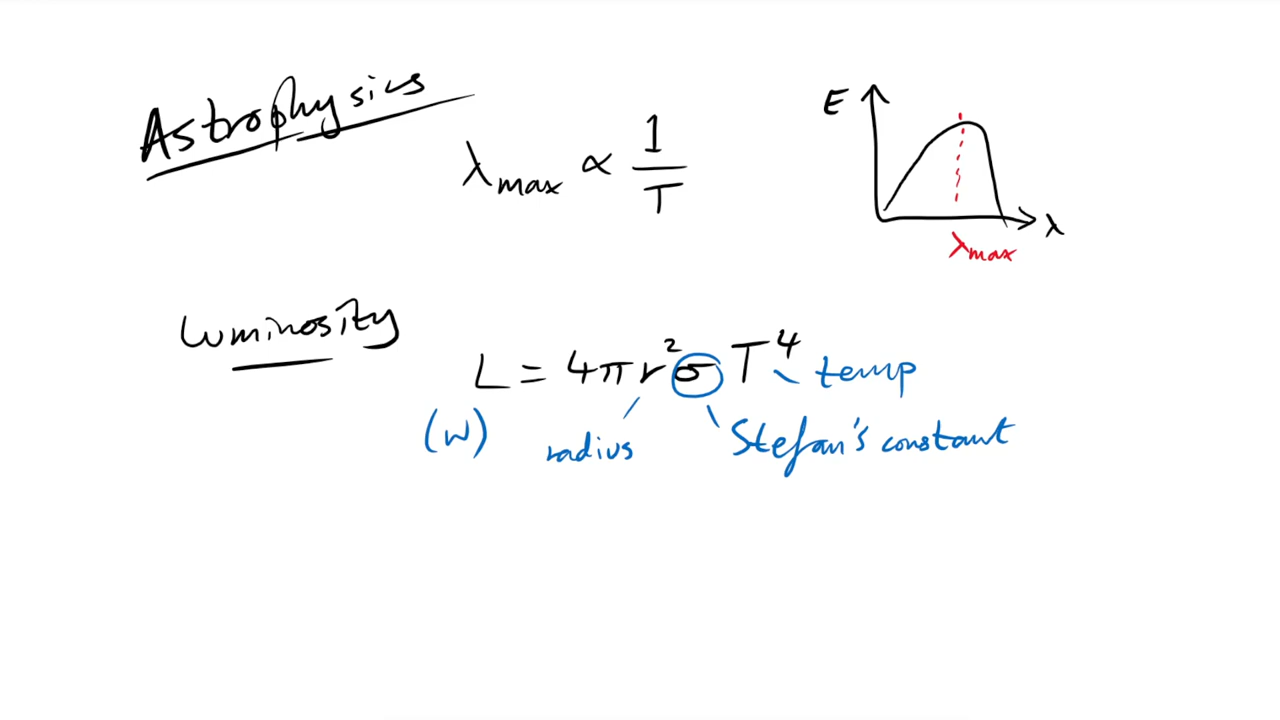 Astrophysics
λmax ∝ 1/T
E
λ
λmax
Luminosity
L = 4πr²σT⁴
temp
(W)
radius
Stefan's constant